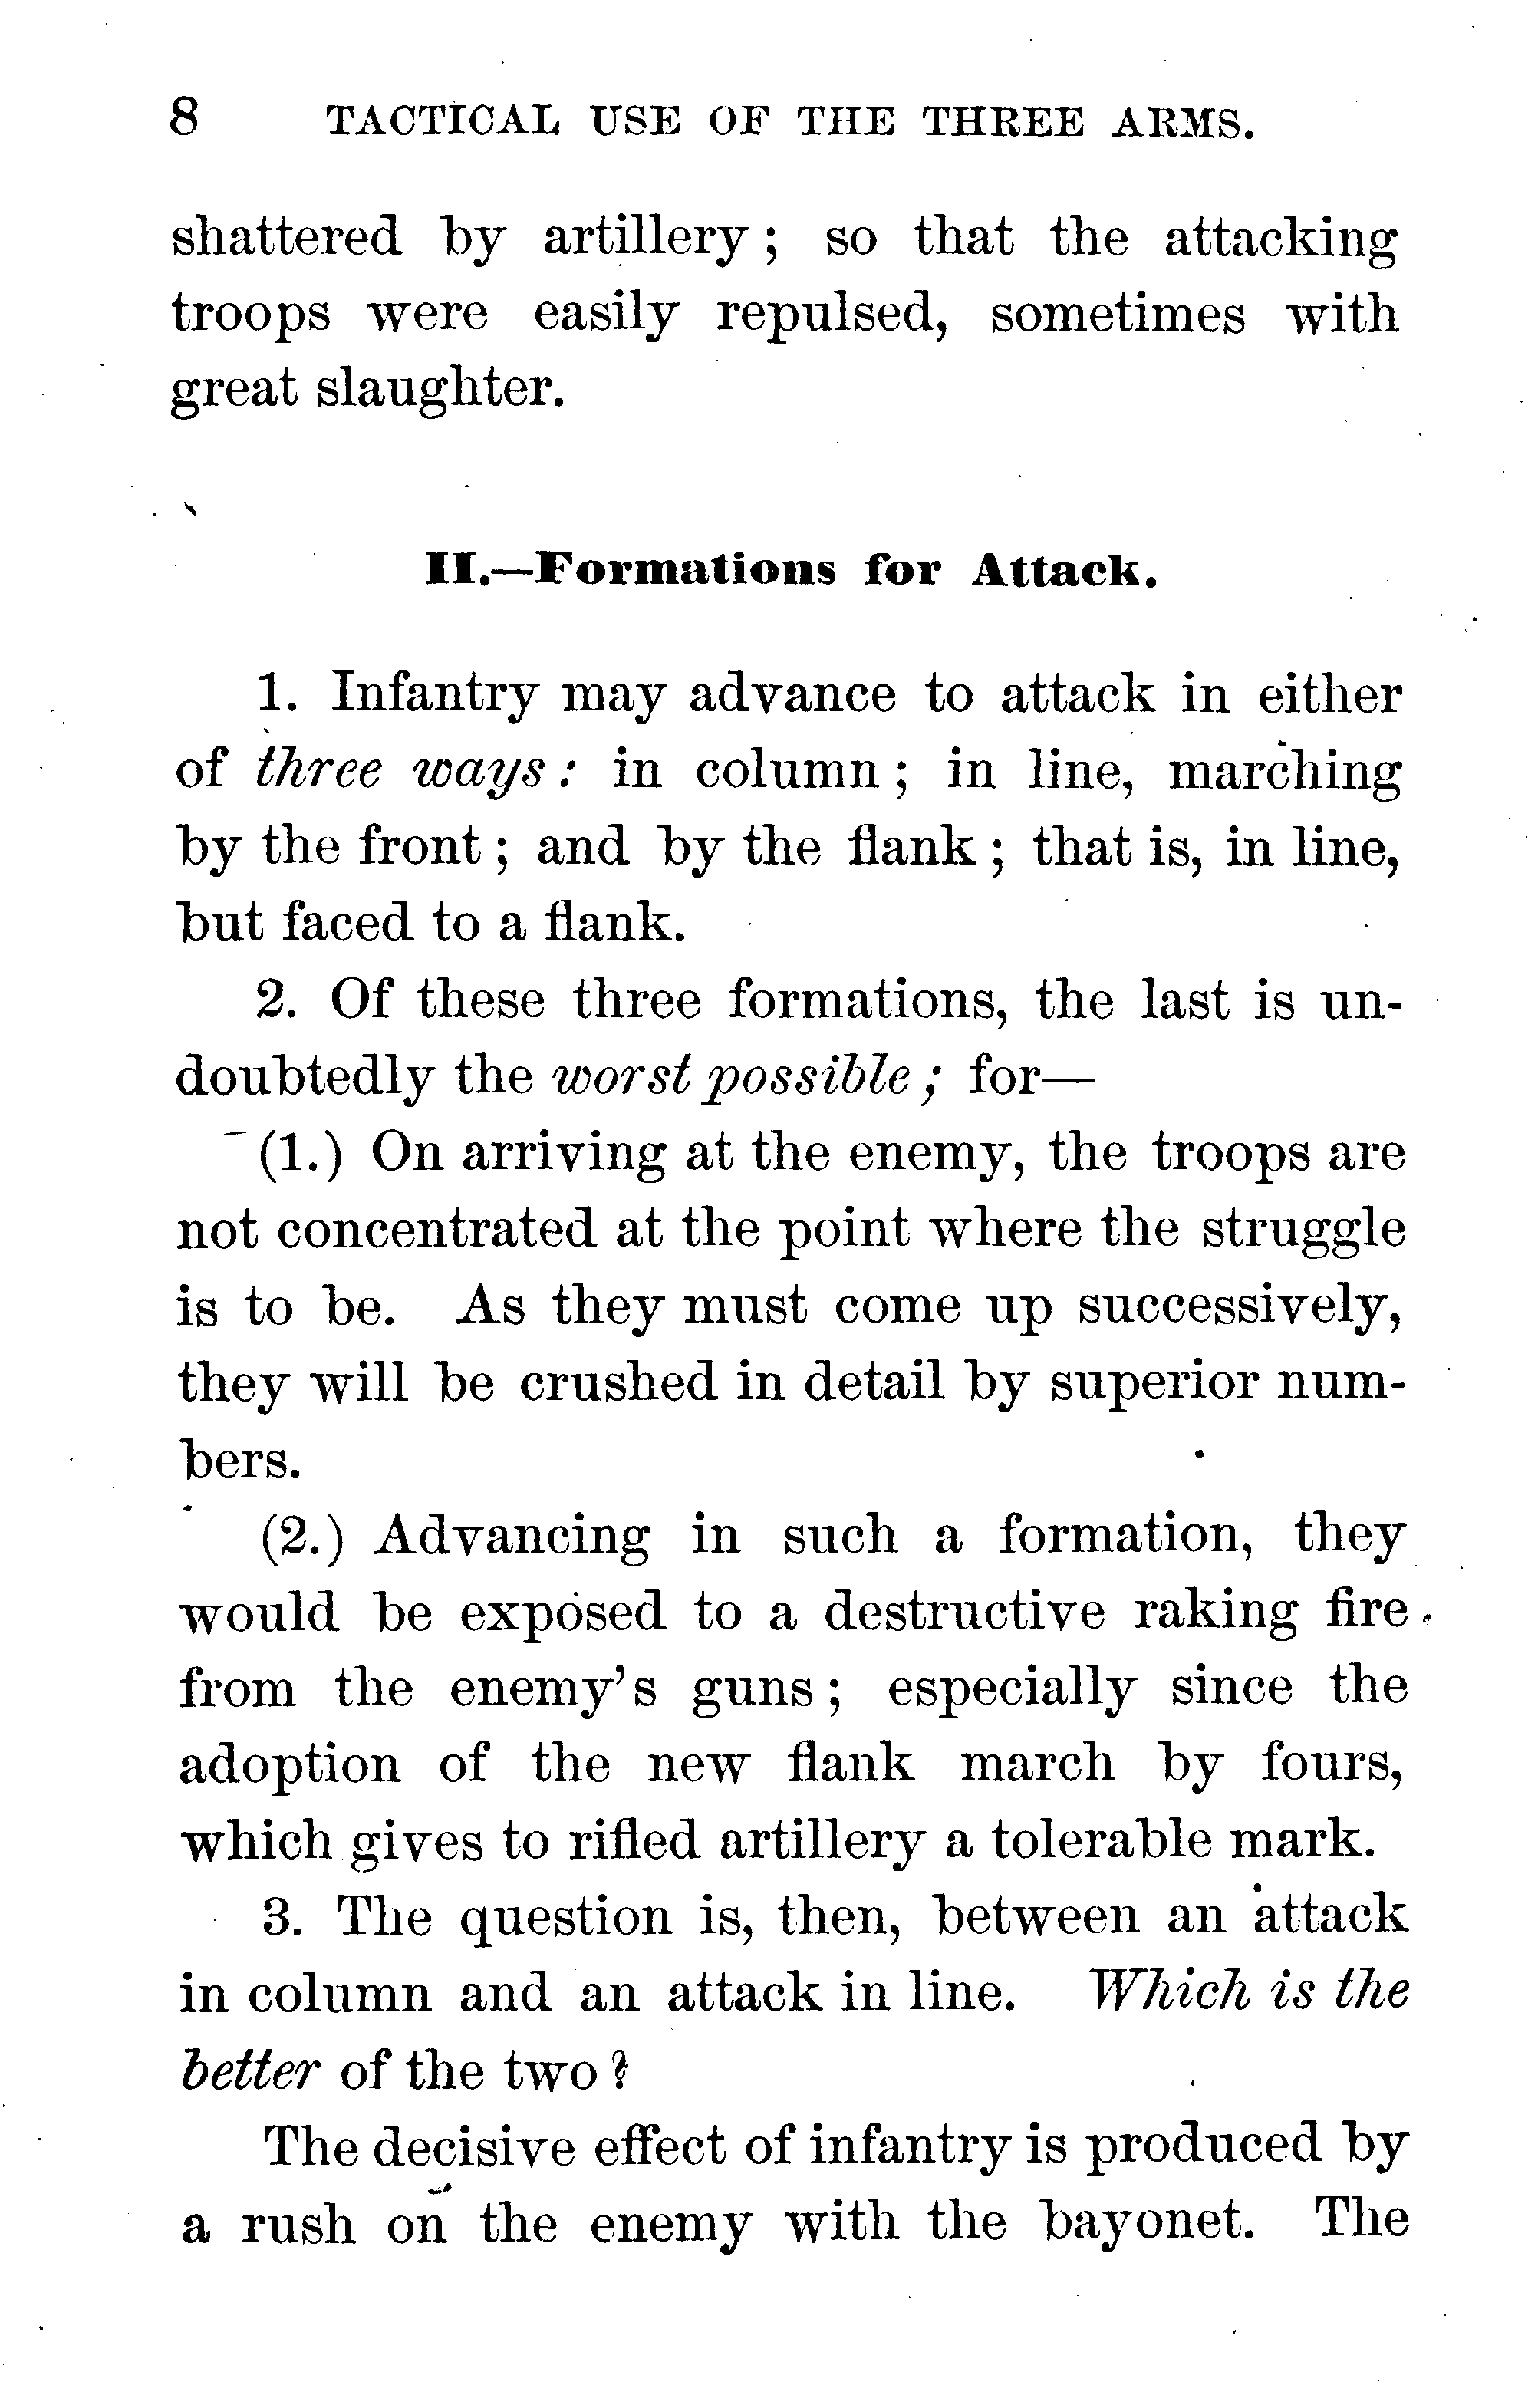 8 TACTICAL USE OF THE THREE ARMS.
shattered by artillery; so that the attacking
troops were easily repulsed, sometimes with
great slaughter.
II.—Formations for Attack.
1. Infantry may advance to attack in either
of three ways: in column; in line, marching
by the front; and by the flank; that is, in line,
but faced to a flank.
2. Of these three formations, the last is un-
doubtedly the worst possible; for—
(1.) On arriving at the enemy, the troops are
not concentrated at the point where the struggle
is to be. As they must come up successively,
they will be crushed in detail by superior num-
bers.
(2.) Advancing in such a formation, they
would be exposed to a destructive raking fire
from the enemy's guns; especially since the
adoption of the new flank march by fours,
which gives to rifled artillery a tolerable mark.
3. The question is, then, between an attack
in column and an attack in line. Which is the
better of the two?
The decisive effect of infantry is produced by
a rush on the enemy with the bayonet. The